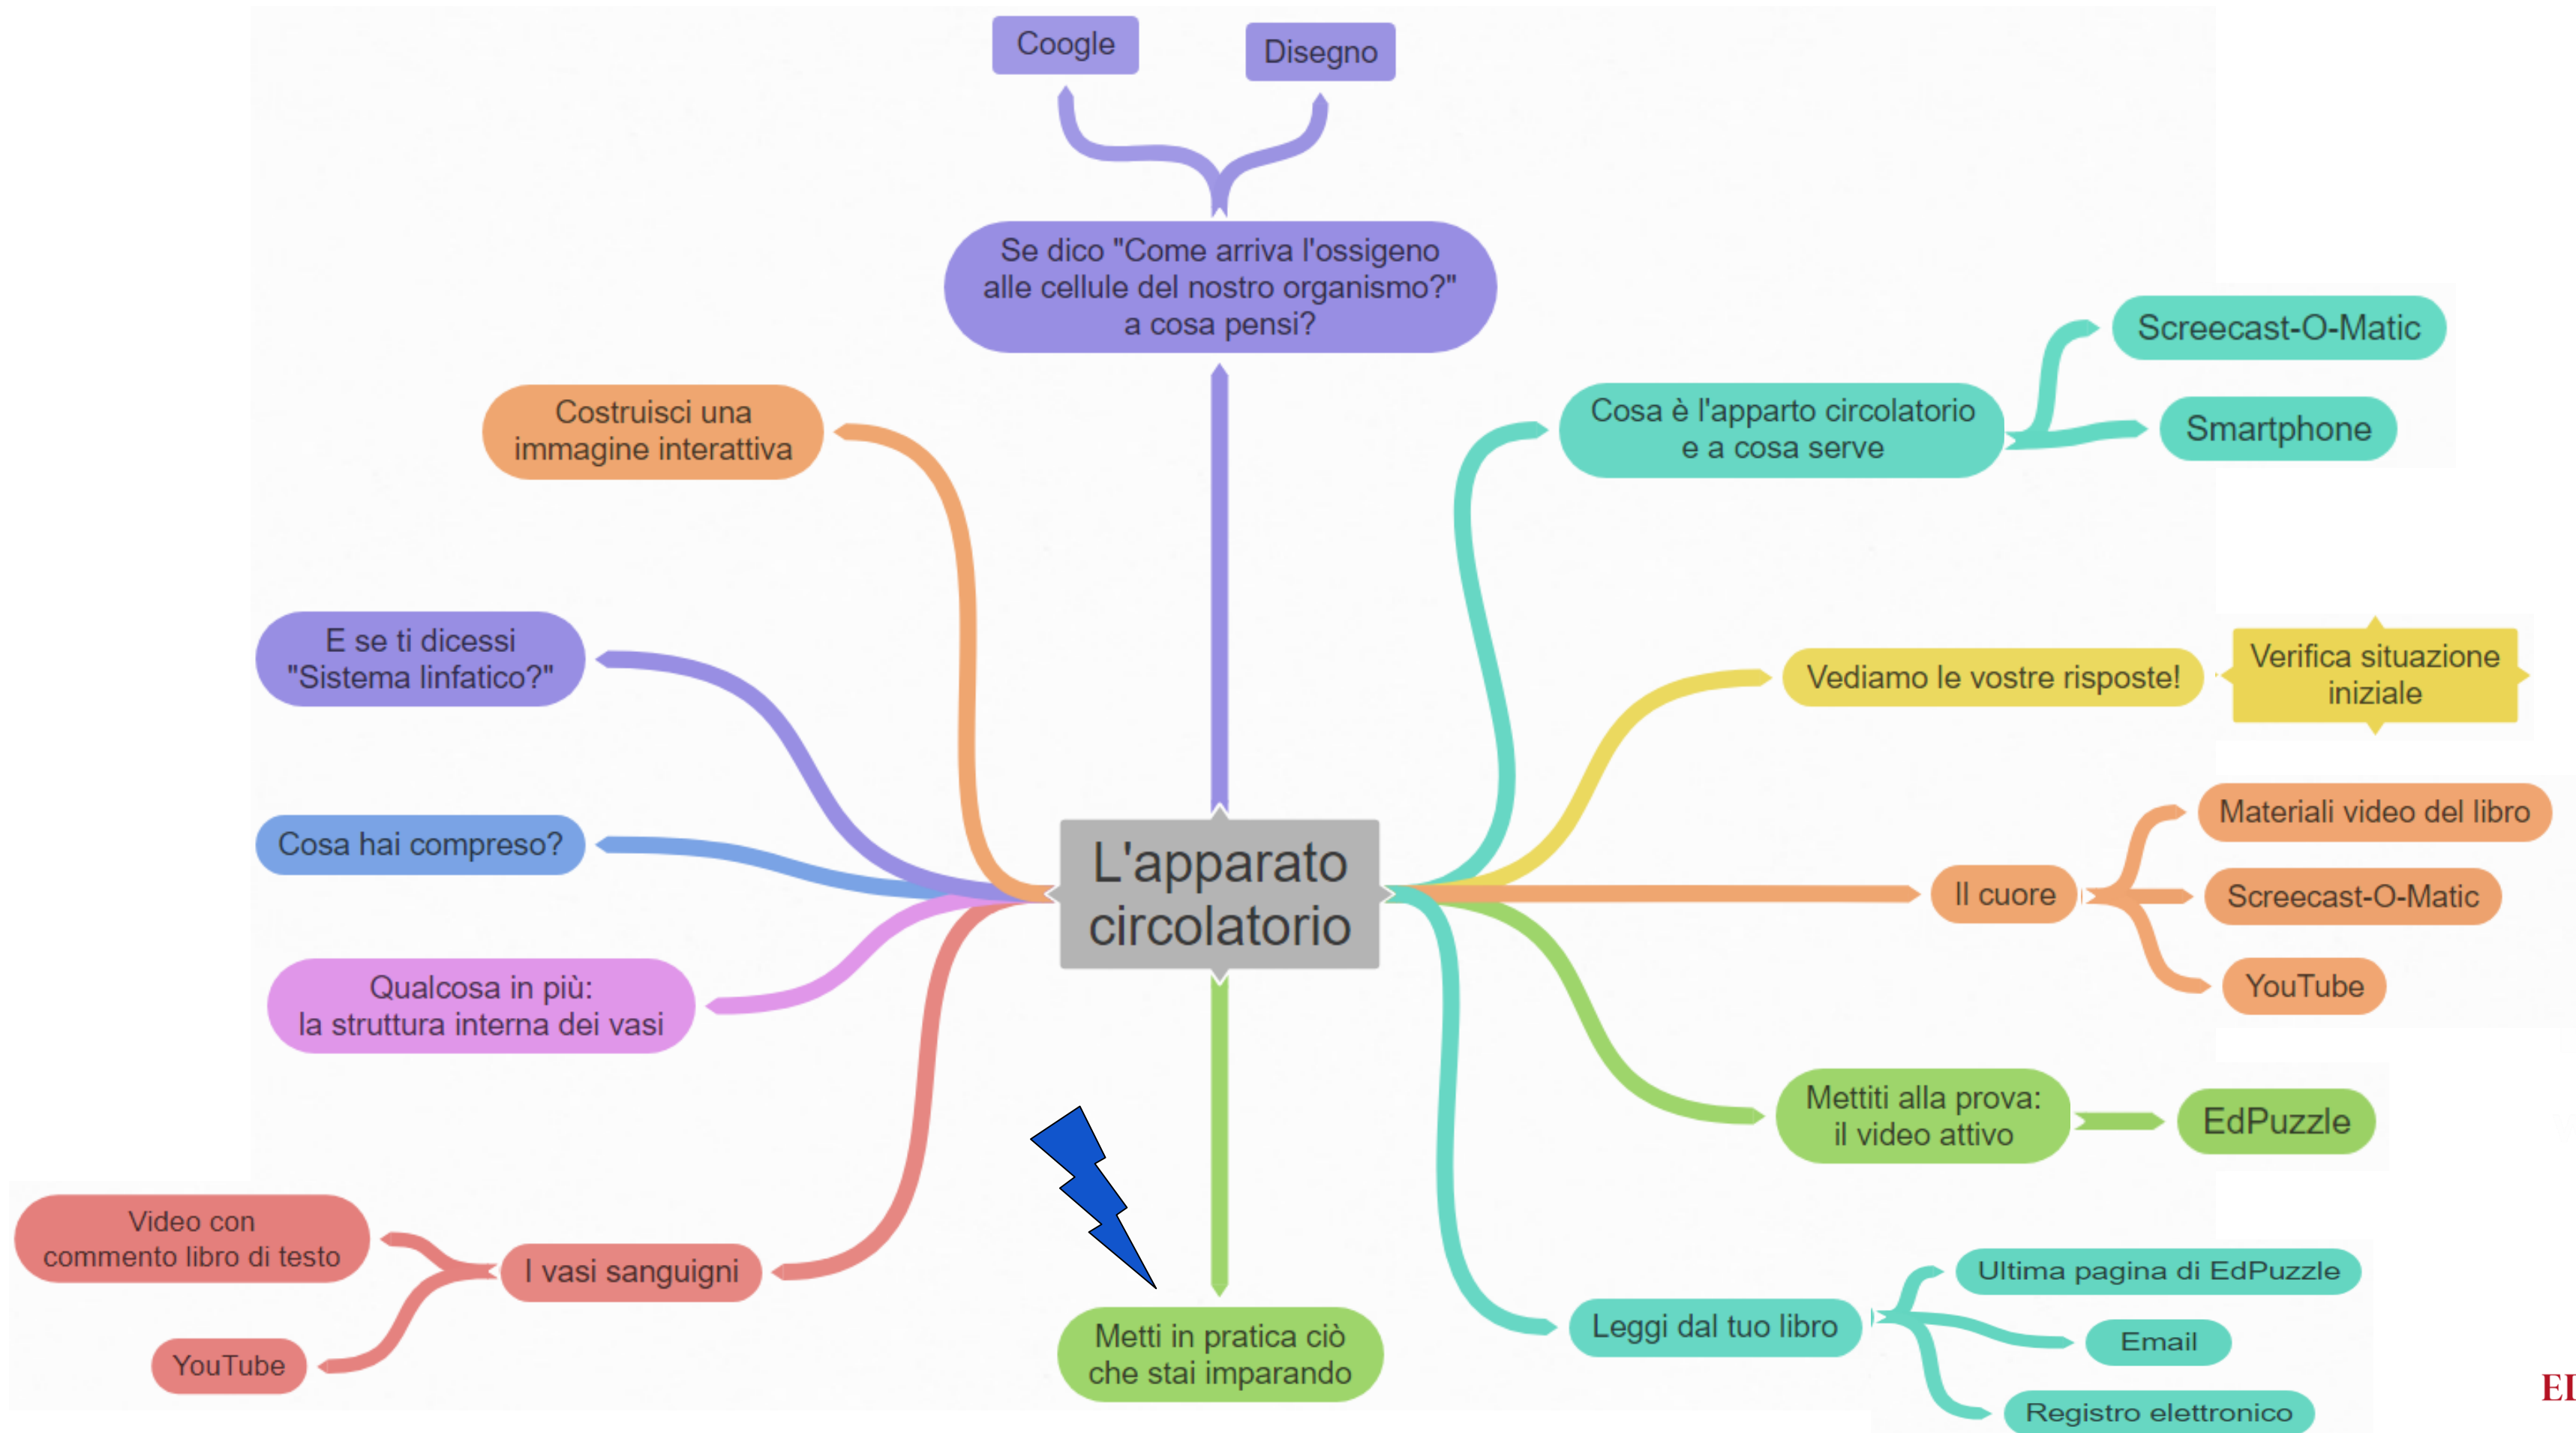 Coogle
Disegno
Se dico "Come arriva l'ossigeno
alle cellule del nostro organismo?"
a cosa pensi?
Cosa è l'apparto circolatorio
e a cosa serve
Screecast-O-Matic
Smartphone
Vediamo le vostre risposte!
Verifica situazione
iniziale
Il cuore
Materiali video del libro
Screecast-O-Matic
YouTube
Mettiti alla prova:
il video attivo
EdPuzzle
Leggi dal tuo libro
Ultima pagina di EdPuzzle
Email
Registro elettronico
L'apparato
circolatorio
Metti in pratica ciò
che stai imparando
I vasi sanguigni
Video con
commento libro di testo
YouTube
Qualcosa in più:
la struttura interna dei vasi
Cosa hai compreso?
E se ti dicessi
"Sistema linfatico?"
Costruisci una
immagine interattiva